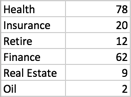 Health 78
Insurance 20
Retire 12
Finance 62
Real Estate 9
Oil 2